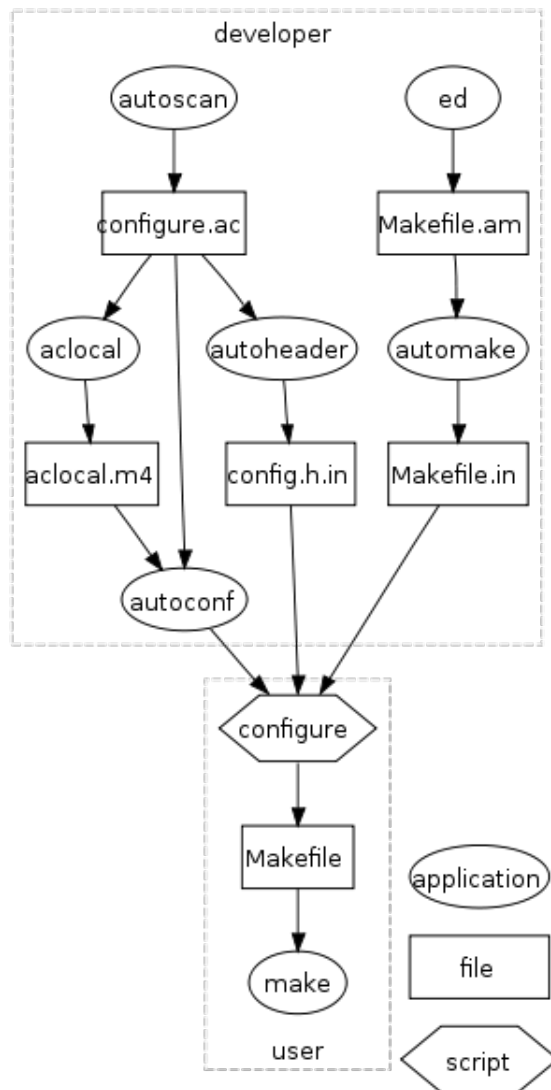 developer
autoscan
ed
configure.ac
Makefile.am
aclocal
autoheader
automake
aclocal.m4
config.h.in
Makefile.in
autoconf
configure
Makefile
application
file
make
user
script